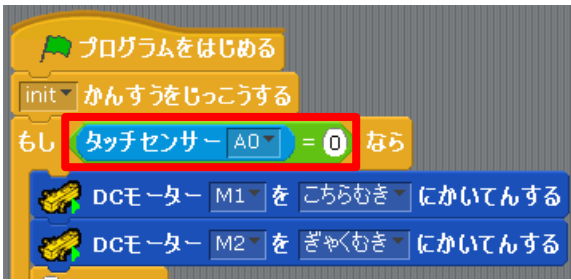 プログラムをはじめる
init かんすうをじっこうする
もし タッチセンサー A0 = 0 なら
DCモーター M1 を こちらむき にかいてんする
DCモーター M2 を ぎゃくむき にかいてんする